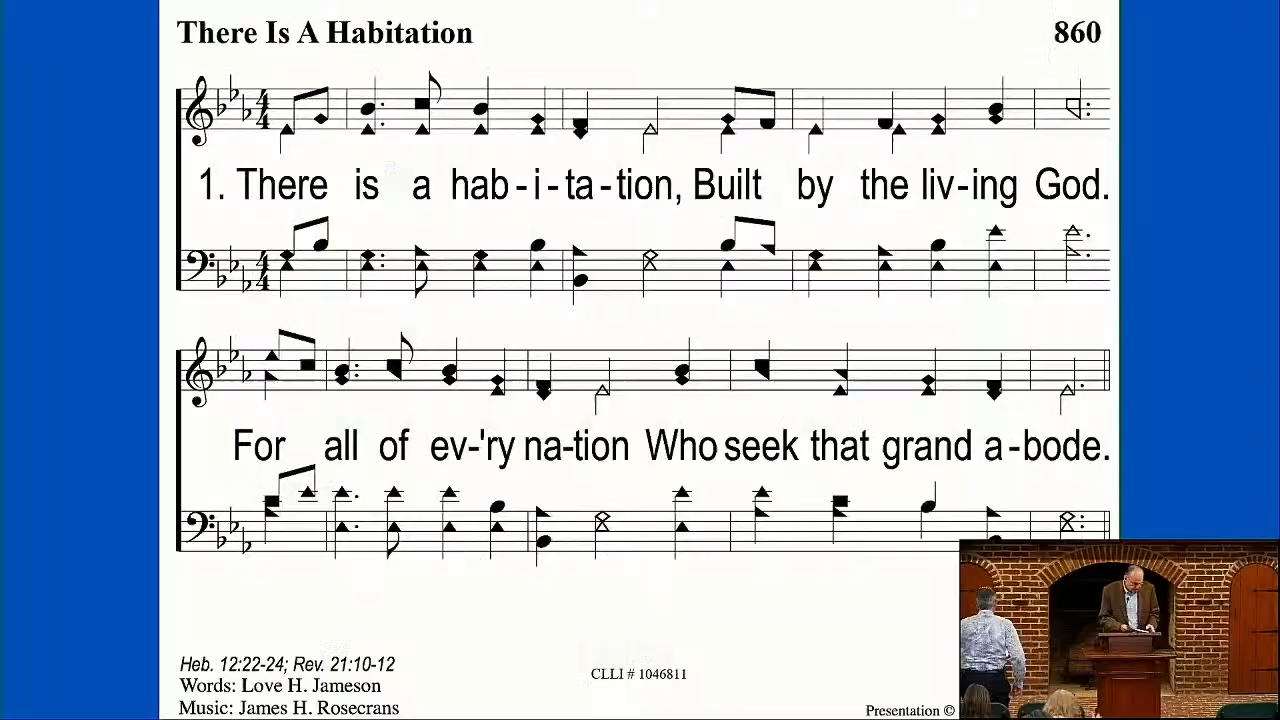 There Is A Habitation 860
1. There is a hab-i-ta-tion, Built by the liv-ing God.
For all of ev-'ry na-tion Who seek that grand a-bode.
Heb. 12:22-24; Rev. 21:10-12
Words: Love H. Jameson
Music: James H. Rosecrans
CLLI # 1046811
Presentation ©